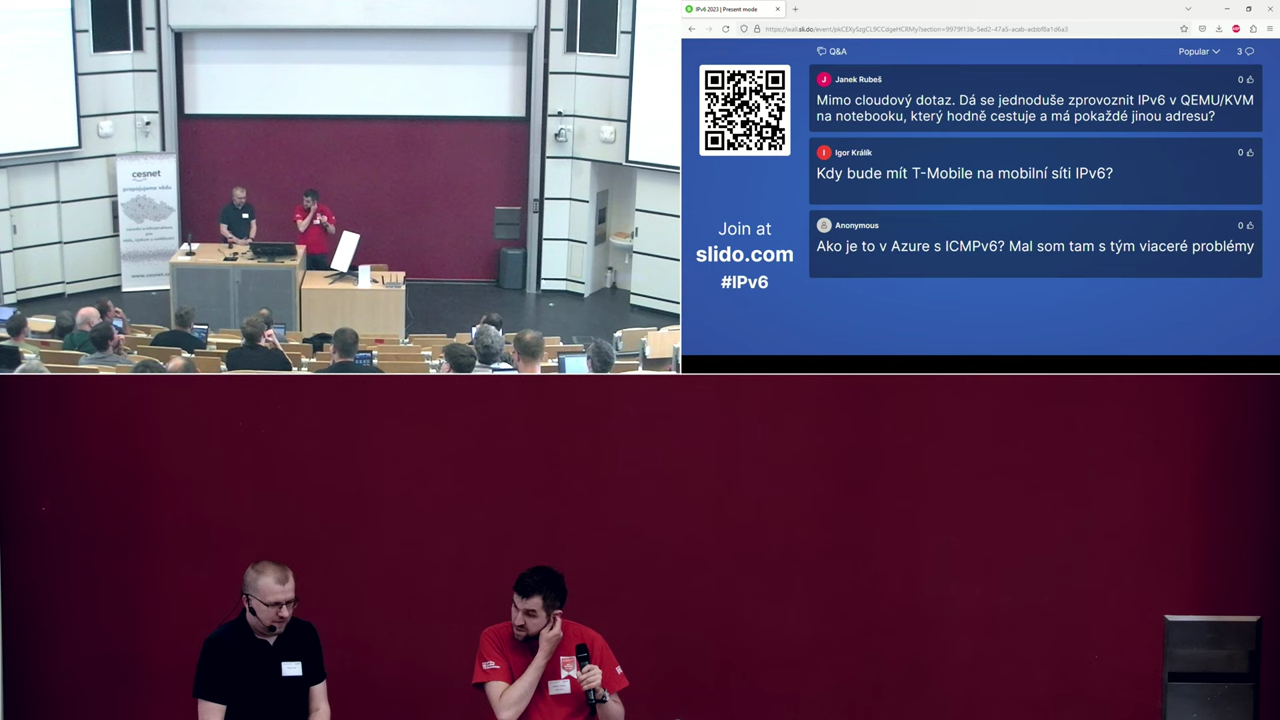 IPv6 2023 | Present mode
Q&A
Popular
3
Janek Rubeš
0
Mimo cloudový dotaz. Dá se jednoduše zprovoznit IPv6 v QEMU/KVM
na notebooku, který hodně cestuje a má pokaždé jinou adresu?
Igor Králík
0
Kdy bude mít T-Mobile na mobilní síti IPv6?
Anonymous
0
Ako je to v Azure s ICMPv6? Mal som tam s tým viaceré problémy
Join at
slido.com
#IPv6
cesnet
propojujeme vědu